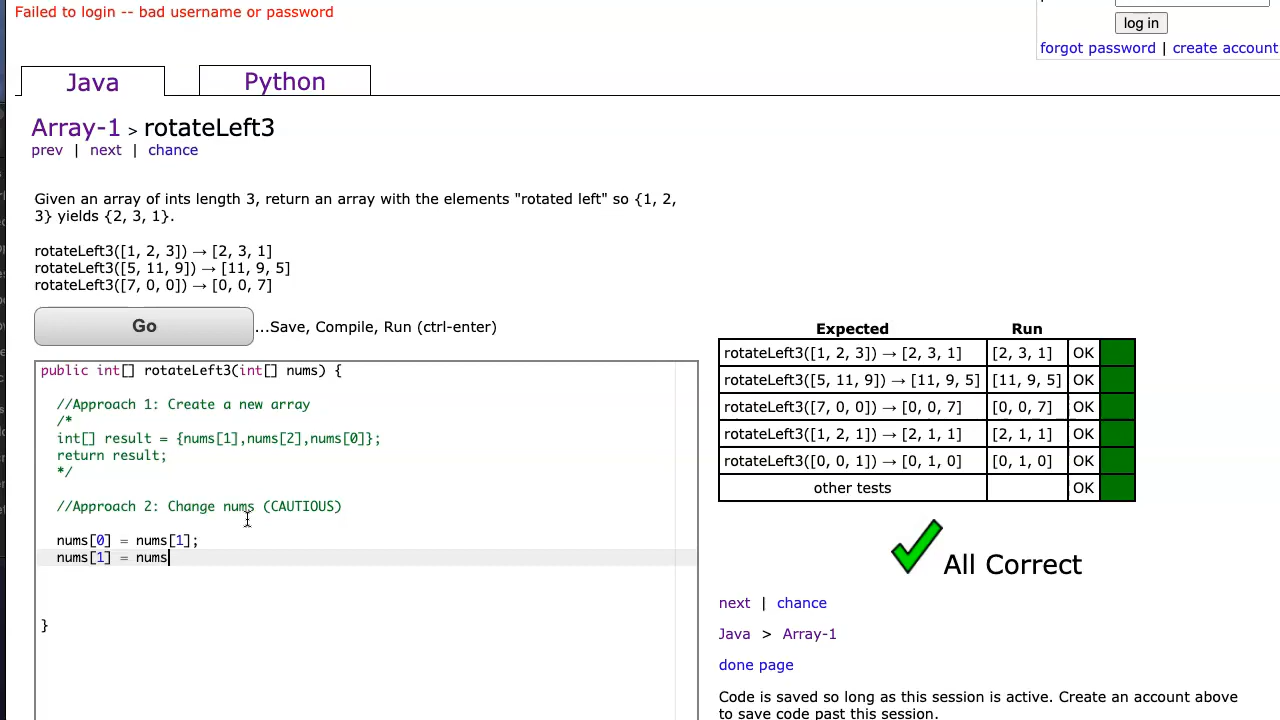 Failed to login -- bad username or password
log in
forgot password | create account
Java
Python
Array-1 > rotateLeft3
prev | next | chance
Given an array of ints length 3, return an array with the elements "rotated left" so {1, 2,
3} yields {2, 3, 1}.
rotateLeft3([1, 2, 3]) → [2, 3, 1]
rotateLeft3([5, 11, 9]) → [11, 9, 5]
rotateLeft3([7, 0, 0]) → [0, 0, 7]
Go
...Save, Compile, Run (ctrl-enter)
public int[] rotateLeft3(int[] nums) {
//Approach 1: Create a new array
/*
int[] result = {nums[1],nums[2],nums[0]};
return result;
*/
//Approach 2: Change nums (CAUTIOUS)
nums[0] = nums[1];
nums[1] = nums
}
Expected Run
rotateLeft3([1, 2, 3]) → [2, 3, 1] [2, 3, 1] OK
rotateLeft3([5, 11, 9]) → [11, 9, 5] [11, 9, 5] OK
rotateLeft3([7, 0, 0]) → [0, 0, 7] [0, 0, 7] OK
rotateLeft3([1, 2, 1]) → [2, 1, 1] [2, 1, 1] OK
rotateLeft3([0, 0, 1]) → [0, 1, 0] [0, 1, 0] OK
other tests OK
All Correct
next | chance
Java > Array-1
done page
Code is saved so long as this session is active. Create an account above
to save code past this session.